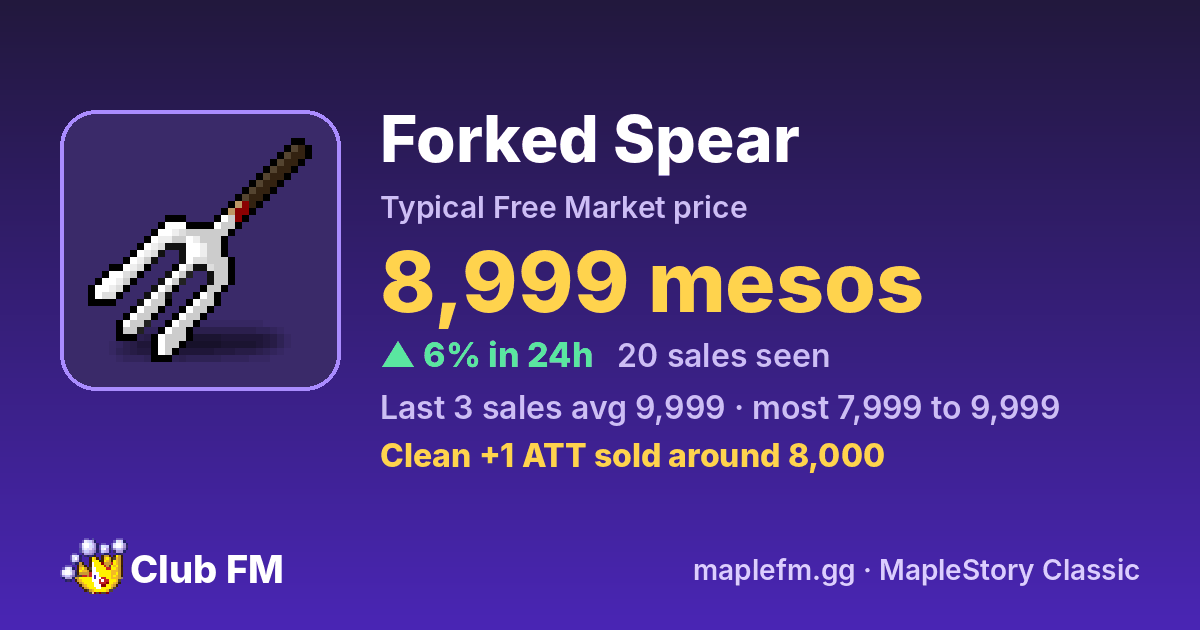 Forked Spear
Typical Free Market price
8,999 mesos
▲ 6% in 24h 20 sales seen
Last 3 sales avg 9,999 · most 7,999 to 9,999
Clean +1 ATT sold around 8,000
Club FM
maplefm.gg · MapleStory Classic